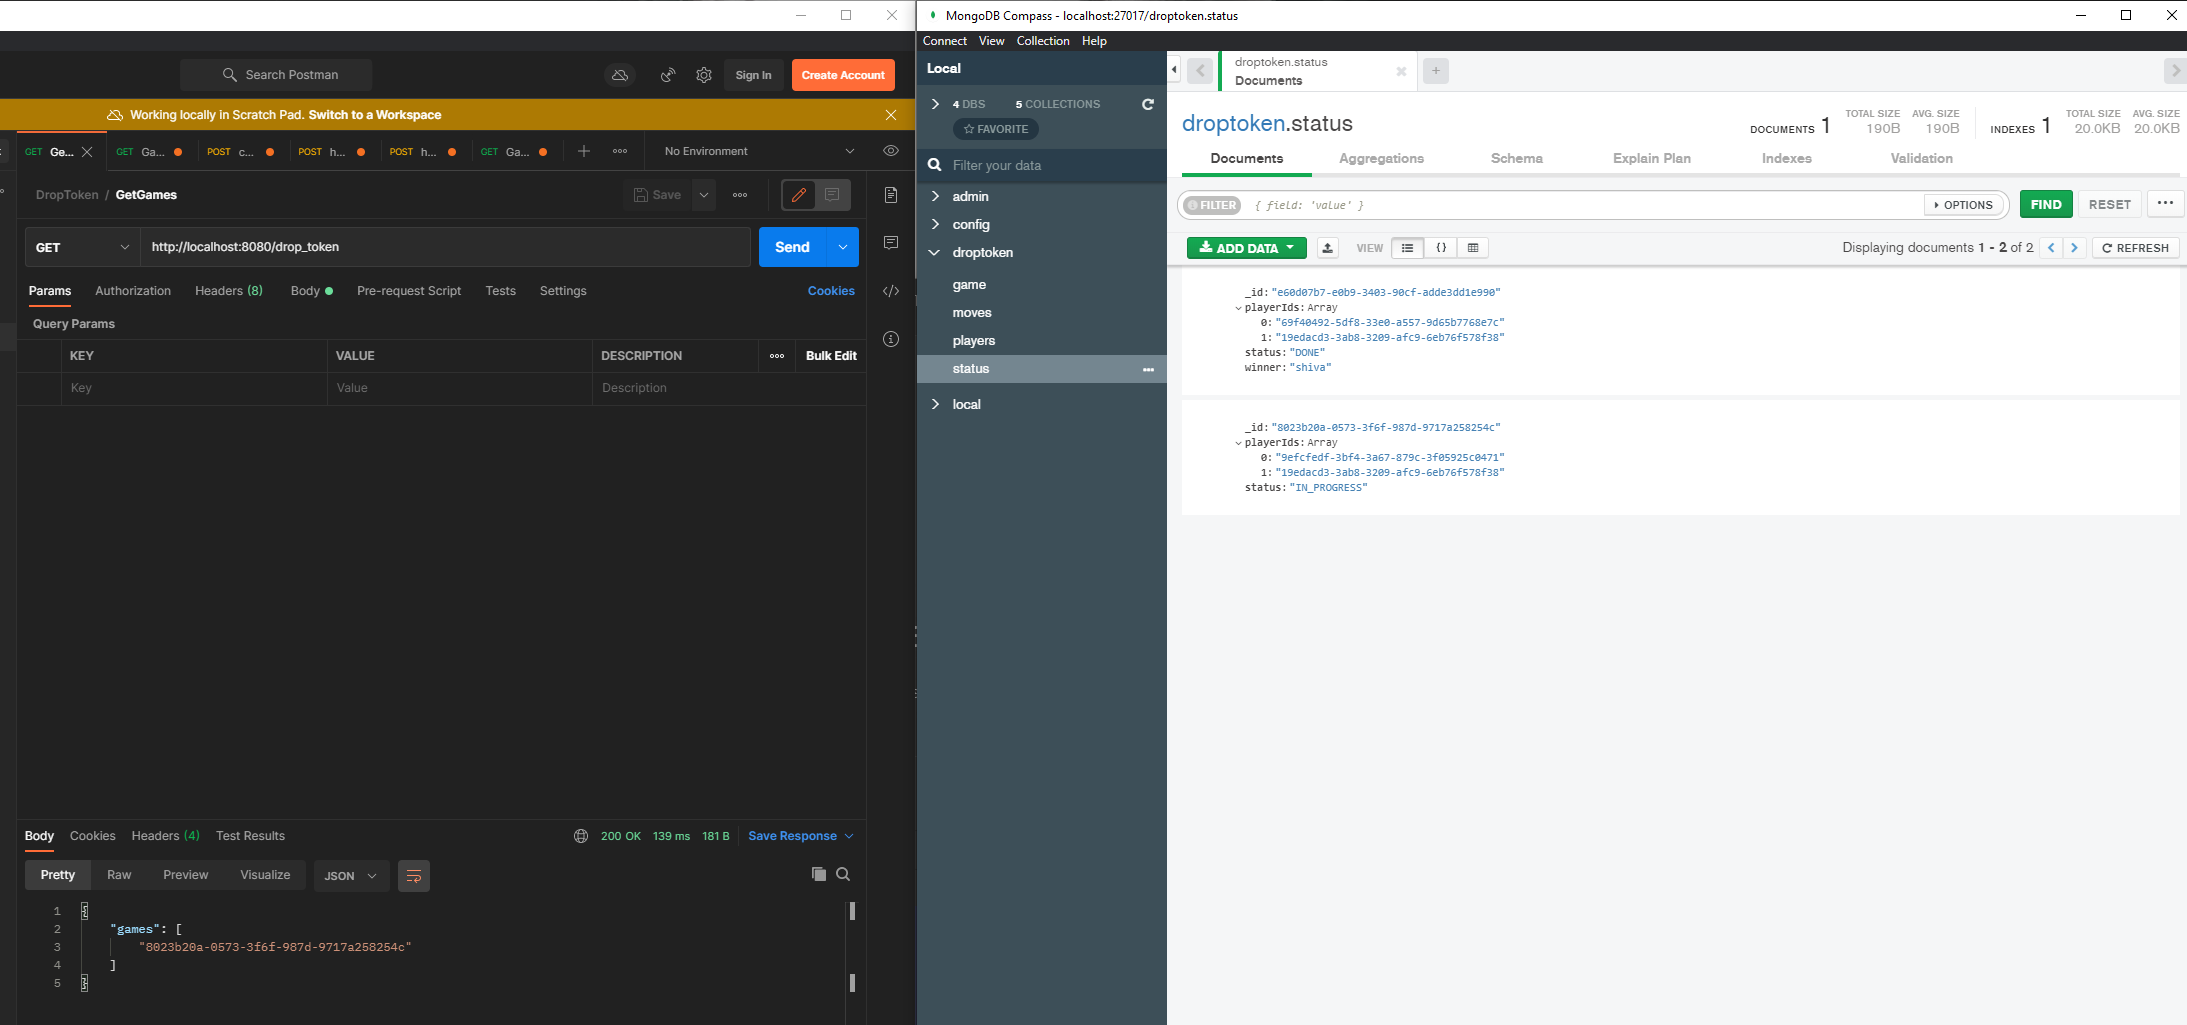 Search Postman
Sign In
Create Account
Working locally in Scratch Pad. Switch to a Workspace
GET Ge...
GET Ga...
POST c...
POST h...
POST h...
GET Ga...
No Environment
DropToken / GetGames
Save
GET
http://localhost:8080/drop_token
Send
Params
Authorization
Headers (8)
Body
Pre-request Script
Tests
Settings
Cookies
Query Params
KEY
VALUE
DESCRIPTION
Bulk Edit
Key
Value
Description
Body
Cookies
Headers (4)
Test Results
200 OK
139 ms
181 B
Save Response
Pretty
Raw
Preview
Visualize
JSON
1 {
2 "games": [
3 "8023b20a-0573-3f6f-987d-9717a258254c"
4 ]
5 }
MongoDB Compass - localhost:27017/droptoken.status
Connect View Collection Help
Local
4 DBS
5 COLLECTIONS
FAVORITE
Filter your data
admin
config
droptoken
game
moves
players
status
local
droptoken.status
Documents
droptoken.status
DOCUMENTS 1
TOTAL SIZE
190B
AVG. SIZE
190B
INDEXES 1
TOTAL SIZE
20.0KB
AVG. SIZE
20.0KB
Documents
Aggregations
Schema
Explain Plan
Indexes
Validation
FILTER
{ field: 'value' }
OPTIONS
FIND
RESET
ADD DATA
VIEW
{}
Displaying documents 1 - 2 of 2
REFRESH
_id: "e60d07b7-e0b9-3403-90cf-adde3dd1e990"
playerIds: Array
0: "69f40492-5df8-33e0-a557-9d65b7768e7c"
1: "19edacd3-3ab8-3209-afc9-6eb76f578f38"
status: "DONE"
winner: "shiva"
_id: "8023b20a-0573-3f6f-987d-9717a258254c"
playerIds: Array
0: "9efcfedf-3bf4-3a67-879c-3f05925c0471"
1: "19edacd3-3ab8-3209-afc9-6eb76f578f38"
status: "IN_PROGRESS"